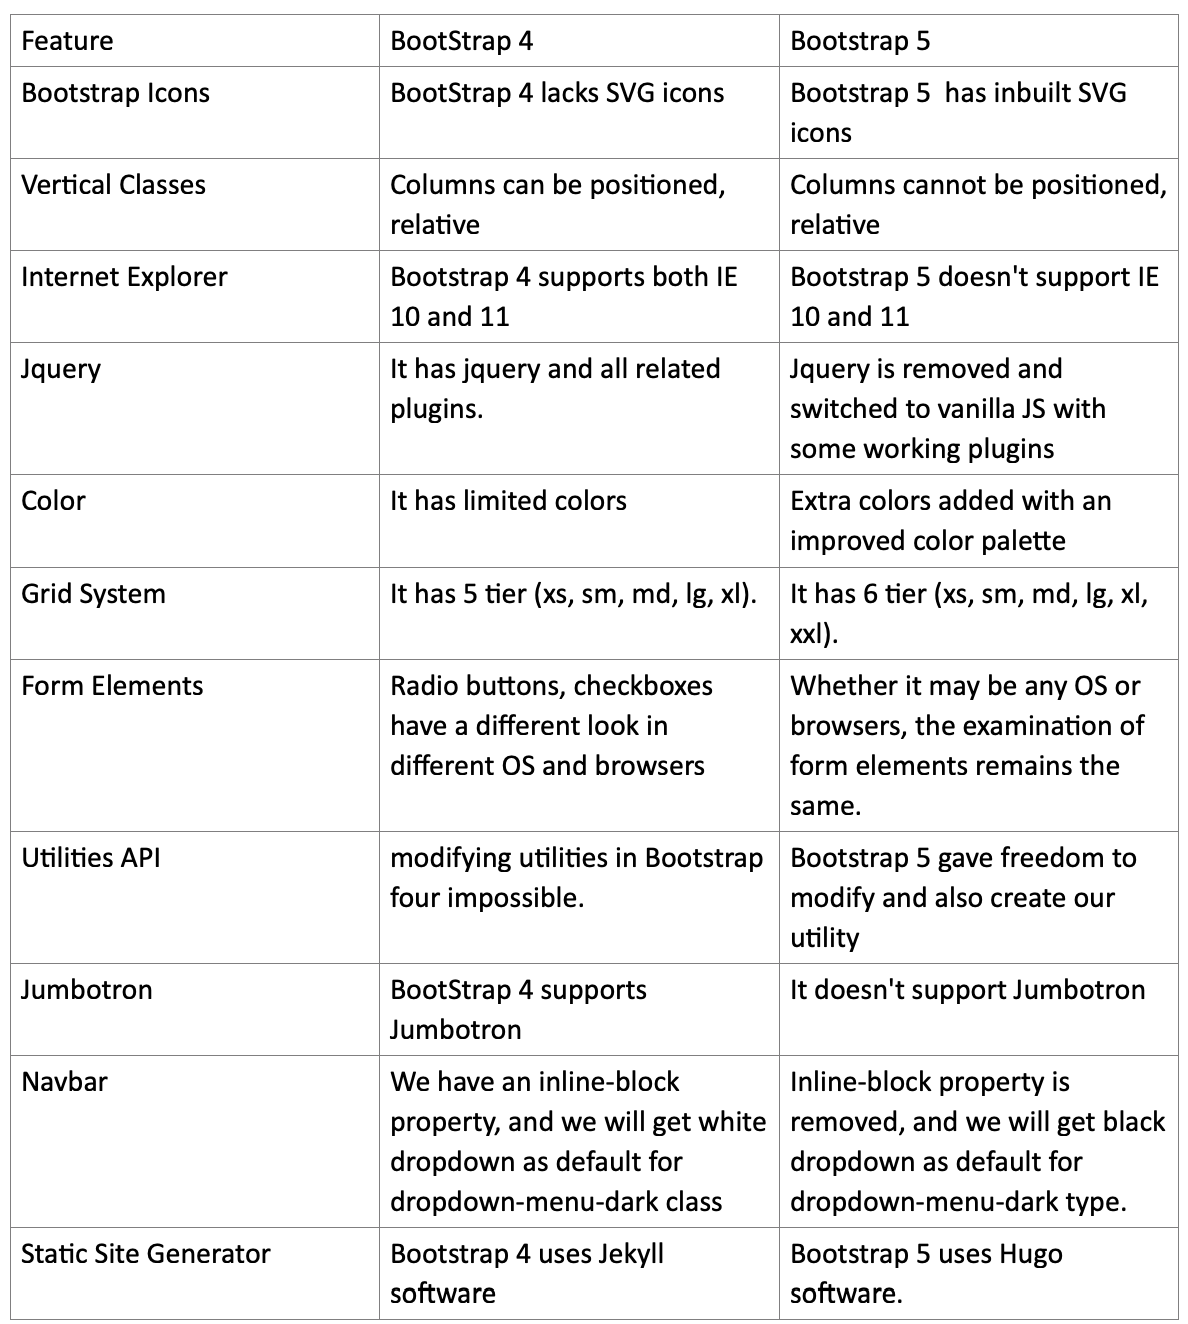 Feature
BootStrap 4
Bootstrap 5
Bootstrap Icons
BootStrap 4 lacks SVG icons
Bootstrap 5  has inbuilt SVG
icons
Vertical Classes
Columns can be positioned,
relative
Columns cannot be positioned,
relative
Internet Explorer
Bootstrap 4 supports both IE
10 and 11
Bootstrap 5 doesn't support IE
10 and 11
Jquery
It has jquery and all related
plugins.
Jquery is removed and
switched to vanilla JS with
some working plugins
Color
It has limited colors
Extra colors added with an
improved color palette
Grid System
It has 5 tier (xs, sm, md, lg, xl).
It has 6 tier (xs, sm, md, lg, xl,
xxl).
Form Elements
Radio buttons, checkboxes
have a different look in
different OS and browsers
Whether it may be any OS or
browsers, the examination of
form elements remains the
same.
Utilities API
modifying utilities in Bootstrap
four impossible.
Bootstrap 5 gave freedom to
modify and also create our
utility
Jumbotron
BootStrap 4 supports
Jumbotron
It doesn't support Jumbotron
Navbar
We have an inline-block
property, and we will get white
dropdown as default for
dropdown-menu-dark class
Inline-block property is
removed, and we will get black
dropdown as default for
dropdown-menu-dark type.
Static Site Generator
Bootstrap 4 uses Jekyll
software
Bootstrap 5 uses Hugo
software.